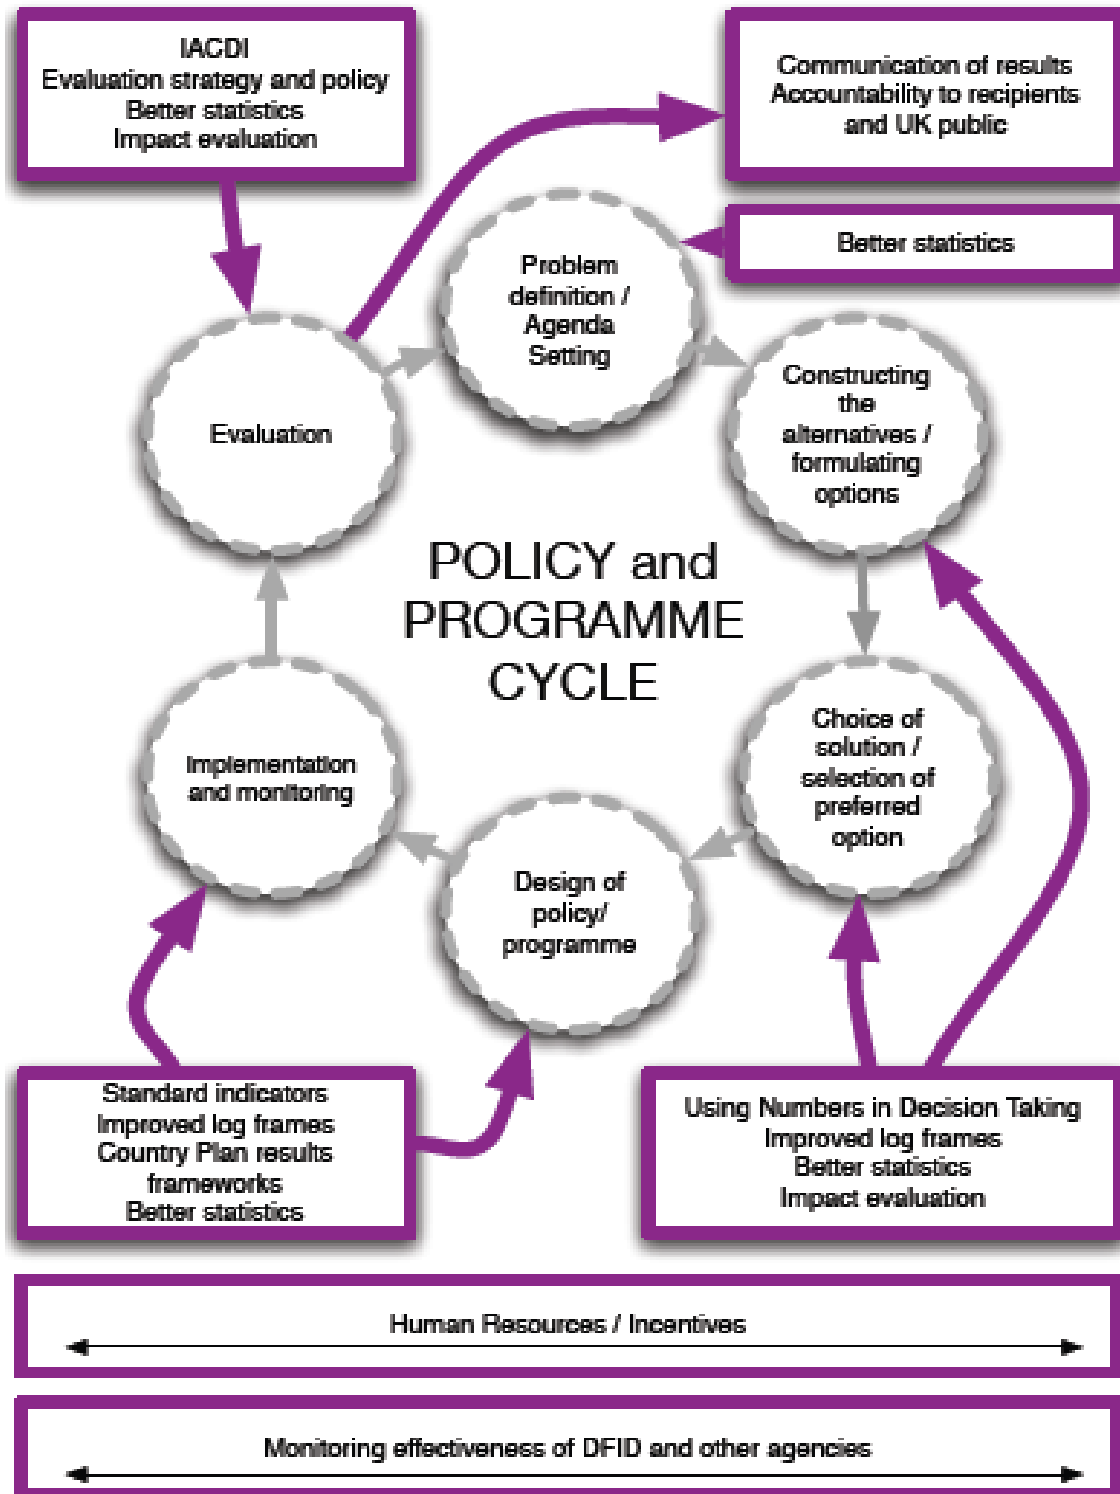 IACDI
Evaluation strategy and policy
Better statistics
Impact evaluation
Communication of results
Accountability to recipients
and UK public
Better statistics
Problem
definition /
Agenda
Setting
Constructing
the
alternatives /
formulating
options
Evaluation
POLICY and
PROGRAMME
CYCLE
Choice of
solution /
selection of
preferred
option
Implementation
and monitoring
Design of
policy/
programme
Standard indicators
Improved log frames
Country Plan results
frameworks
Better statistics
Using Numbers in Decision Taking
Improved log frames
Better statistics
Impact evaluation
Human Resources / Incentives
Monitoring effectiveness of DFID and other agencies